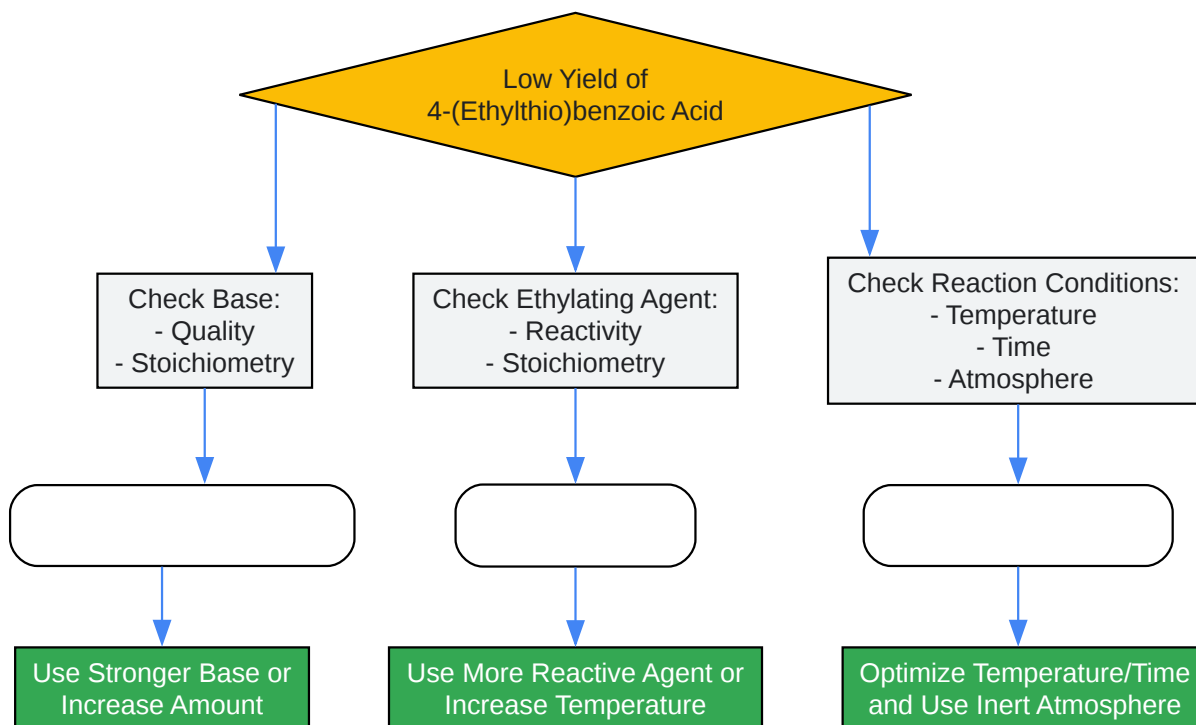 Low Yield of
4-(Ethylthio)benzoic Acid
Check Base:
- Quality
- Stoichiometry
Check Ethylating Agent:
- Reactivity
- Stoichiometry
Check Reaction Conditions:
- Temperature
- Time
- Atmosphere
Use Stronger Base or
Increase Amount
Use More Reactive Agent or
Increase Temperature
Optimize Temperature/Time
and Use Inert Atmosphere